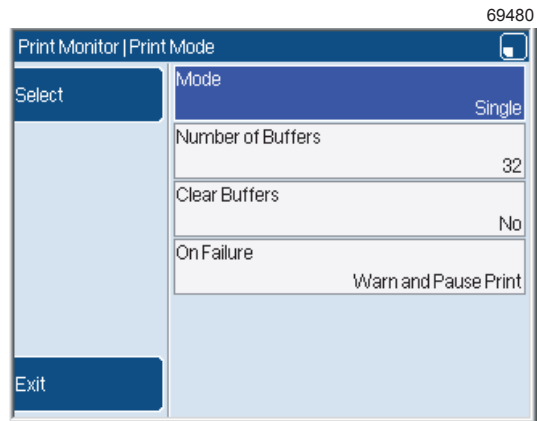 69480
Print Monitor | Print Mode
Select
Mode
Single
Number of Buffers
32
Clear Buffers
No
On Failure
Warn and Pause Print
Exit